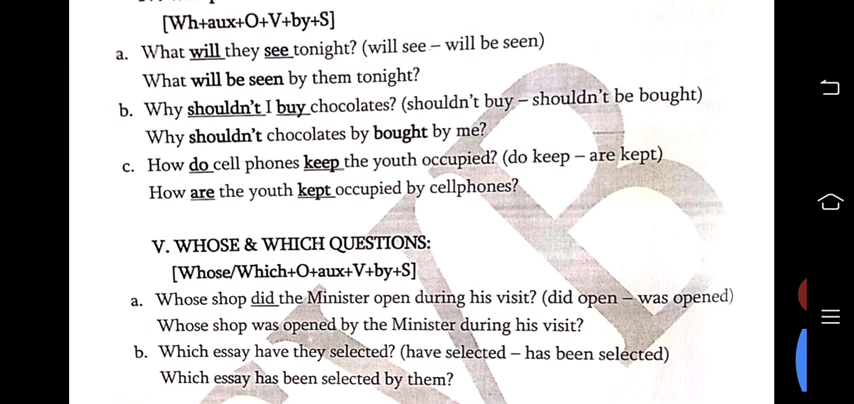 [Wh+aux+O+V+by+S]
a. What will they see tonight? (will see – will be seen)
What will be seen by them tonight?
b. Why shouldn't I buy chocolates? (shouldn't buy – shouldn't be bought)
Why shouldn't chocolates by bought by me?
c. How do cell phones keep the youth occupied? (do keep – are kept)
How are the youth kept occupied by cellphones?
V. WHOSE & WHICH QUESTIONS:
[Whose/Which+O+aux+V+by+S]
a. Whose shop did the Minister open during his visit? (did open – was opened)
Whose shop was opened by the Minister during his visit?
b. Which essay have they selected? (have selected – has been selected)
Which essay has been selected by them?